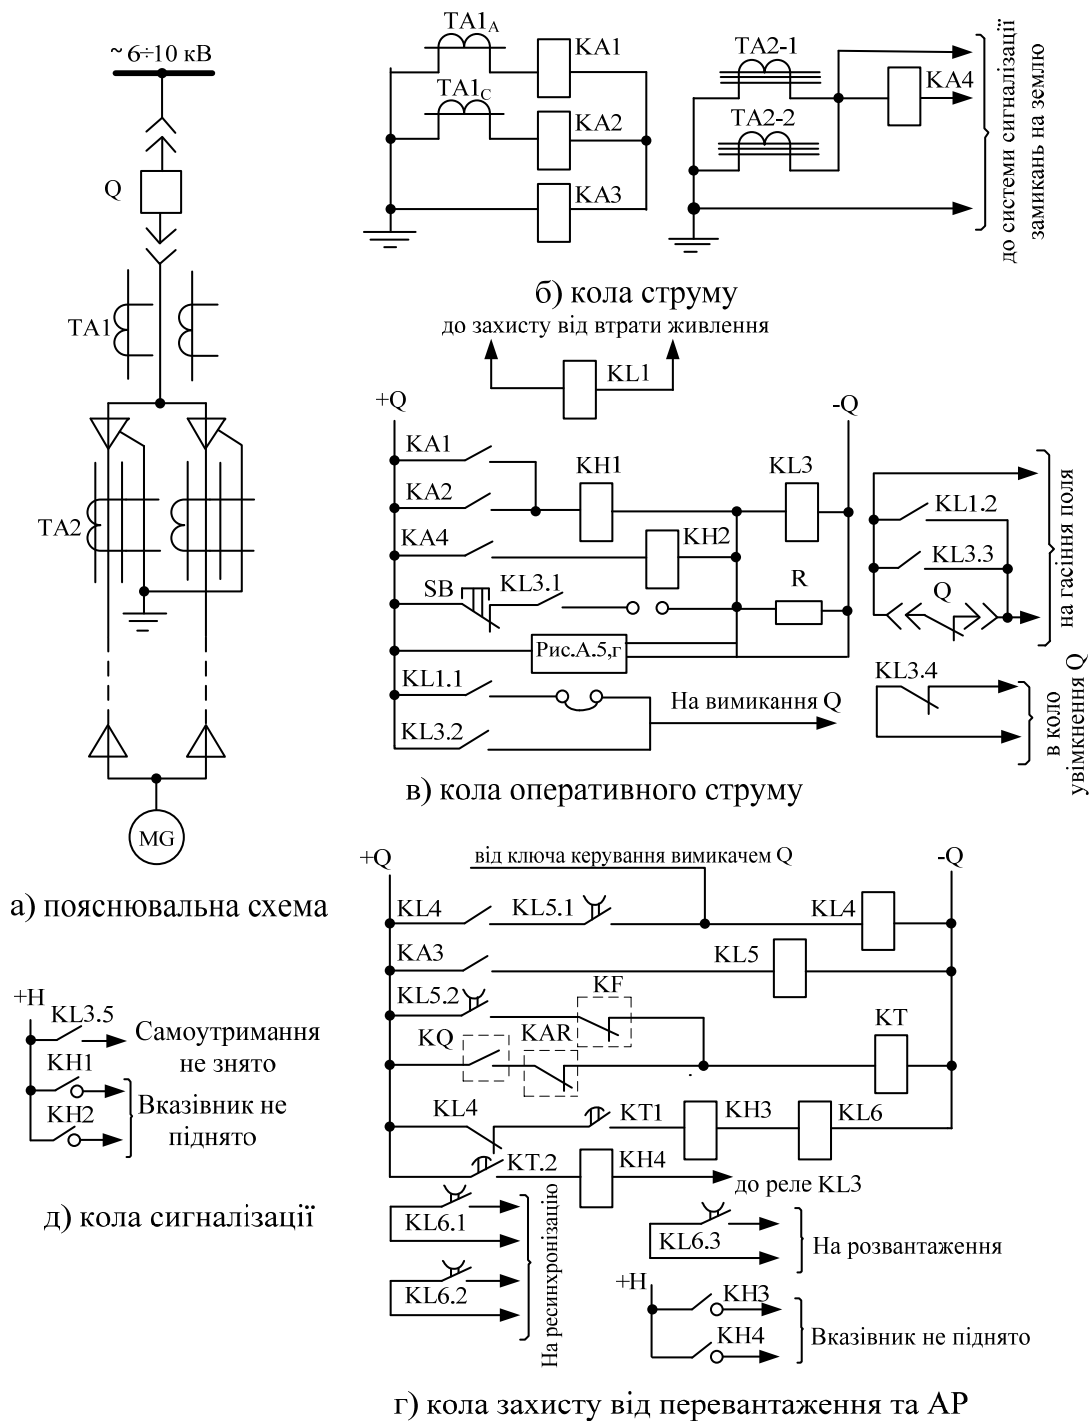 ~ 6÷10 кВ
Q
TA1
TA2
MG
а) пояснювальна схема
TA1A
KA1
TA1C
KA2
KA3
TA2-1
KA4
TA2-2
до системи сигналізації
замикань на землю
б) кола струму
до захисту від втрати живлення
KL1
+Q
-Q
KA1
KH1
KL3
KA2
KA4
KH2
SB
KL3.1
R
Рис.А.5,г
KL1.1
KL3.2
На вимикання Q
KL1.2
KL3.3
Q
на гасіння поля
KL3.4
в коло
увімкнення Q
в) кола оперативного струму
+Q
від ключа керування вимикачем Q
-Q
KL4
KL5.1
KL4
KA3
KL5
KL5.2
KF
KQ
KAR
KT
KL4
KT1
KH3
KL6
KT.2
KH4
до реле KL3
KL6.1
KL6.2
На ресинхронізацію
KL6.3
На розвантаження
+H
KH3
KH4
Вказівник не піднято
г) кола захисту від перевантаження та АР
+H
KL3.5
Самоутримання
не знято
KH1
KH2
Вказівник не
піднято
д) кола сигналізації